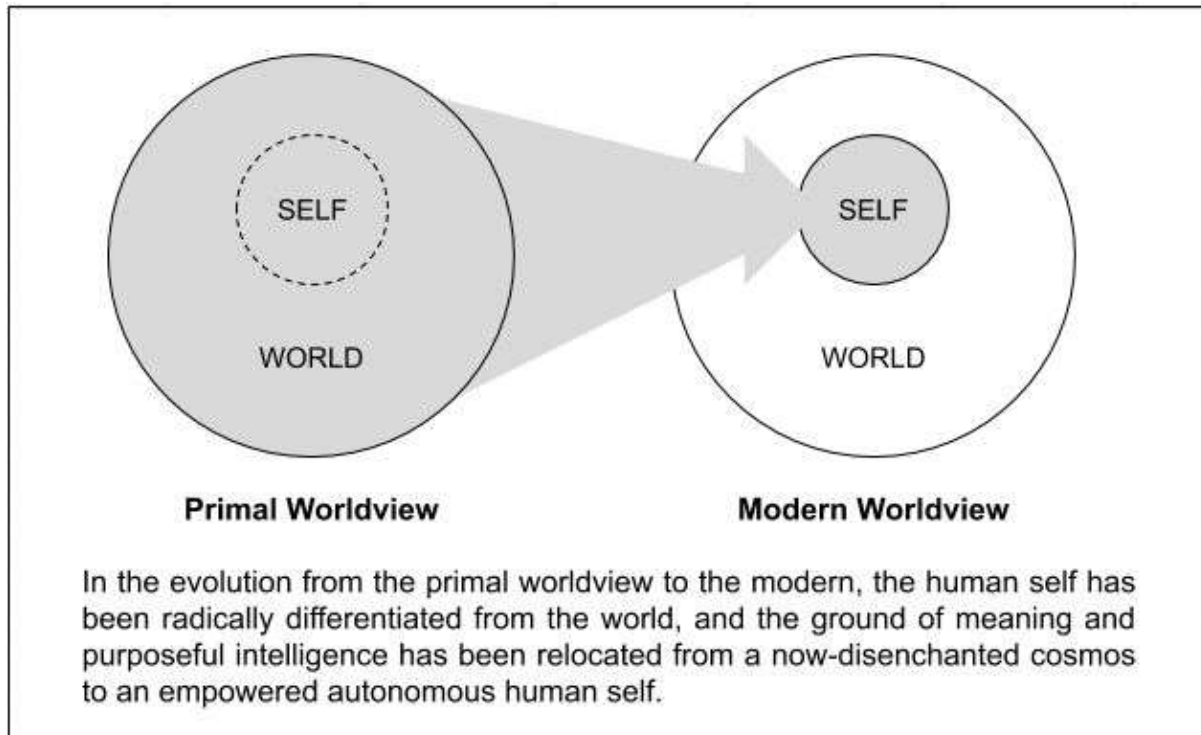 SELF
WORLD
SELF
WORLD
Primal Worldview
Modern Worldview
In the evolution from the primal worldview to the modern, the human self has
been radically differentiated from the world, and the ground of meaning and
purposeful intelligence has been relocated from a now-disenchanted cosmos
to an empowered autonomous human self.